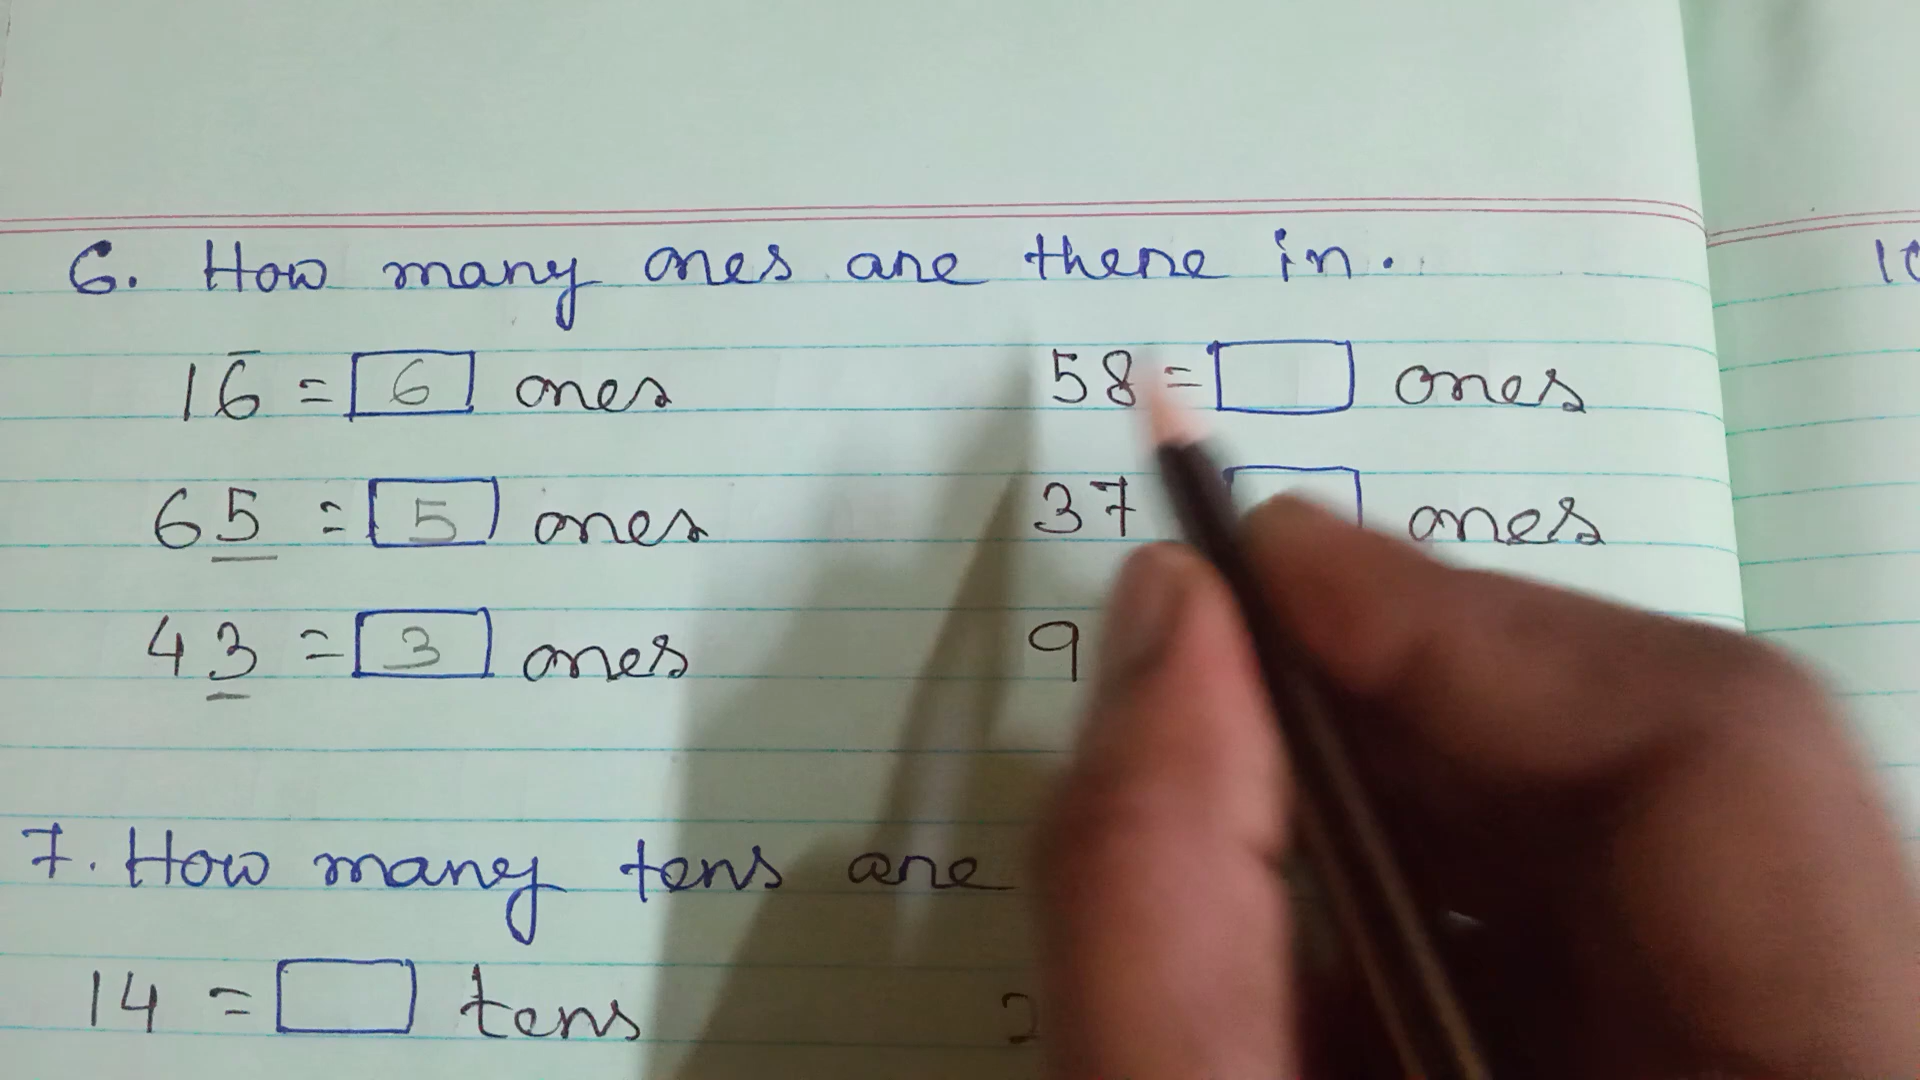 6. How many ones are there in.
16 = 6 ones
58 = ones
65 = 5 ones
37 ones
43 = 3 ones
9
7. How many tens are
14 = tens
2